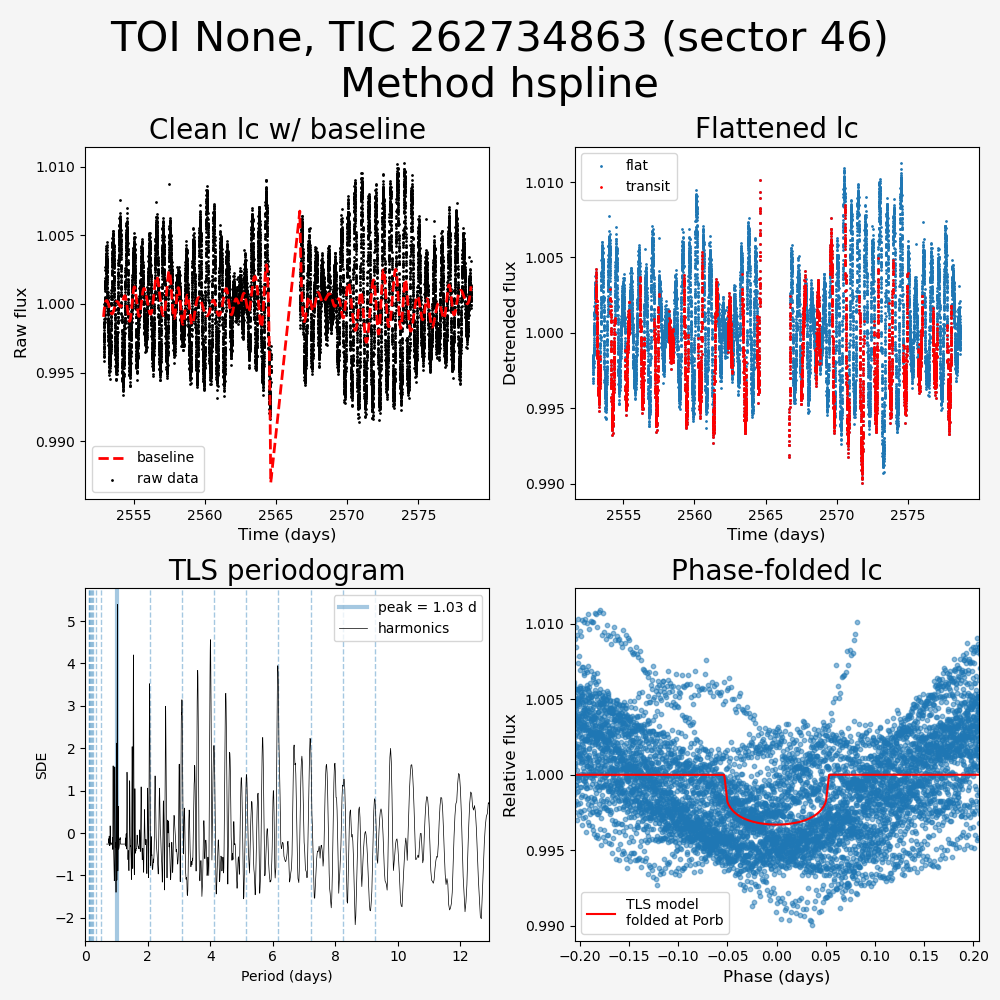 TOI None, TIC 262734863 (sector 46)
Method hspline
Clean lc w/ baseline
Raw flux
1.010
1.005
1.000
0.995
0.990
baseline
raw data
2555 2560 2565 2570 2575
Time (days)
Flattened lc
Detrended flux
1.010
1.005
1.000
0.995
0.990
flat
transit
2555 2560 2565 2570 2575
Time (days)
TLS periodogram
SDE
5
4
3
2
1
0
−1
−2
peak = 1.03 d
harmonics
0 2 4 6 8 10 12
Period (days)
Phase-folded lc
Relative flux
1.010
1.005
1.000
0.995
0.990
TLS model
folded at Porb
−0.20 −0.15 −0.10 −0.05 0.00 0.05 0.10 0.15 0.20
Phase (days)